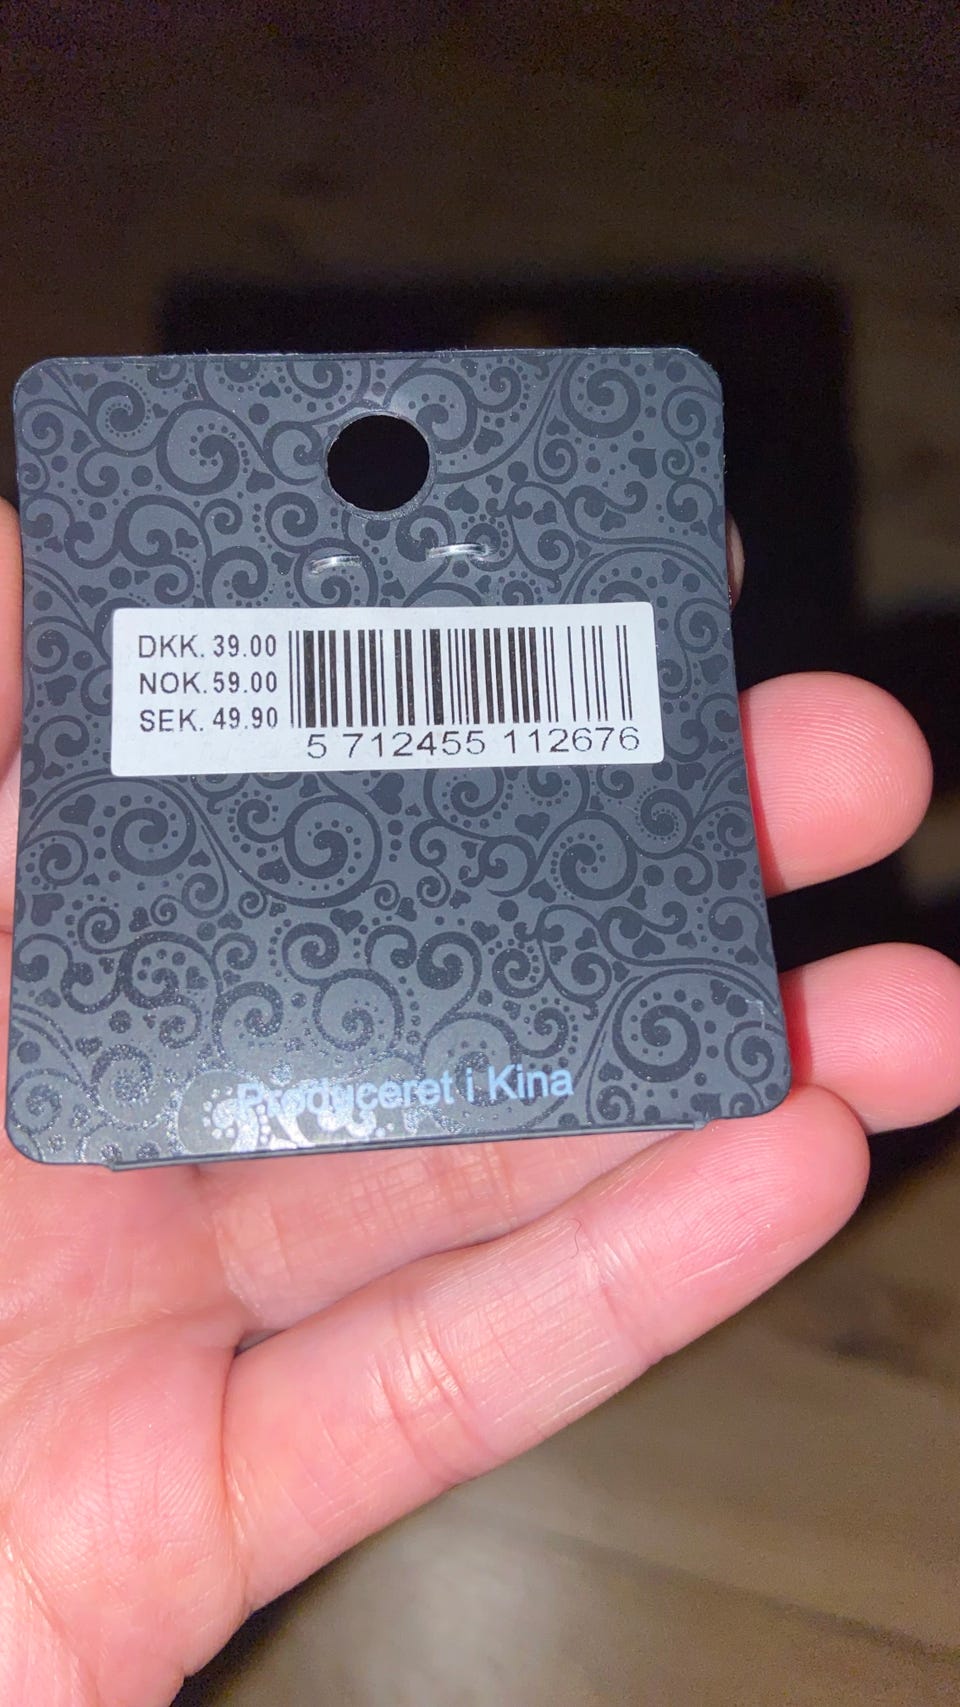 DKK. 39.00
NOK. 59.00
SEK. 49.90
5 712455 112676
Produceret i Kina